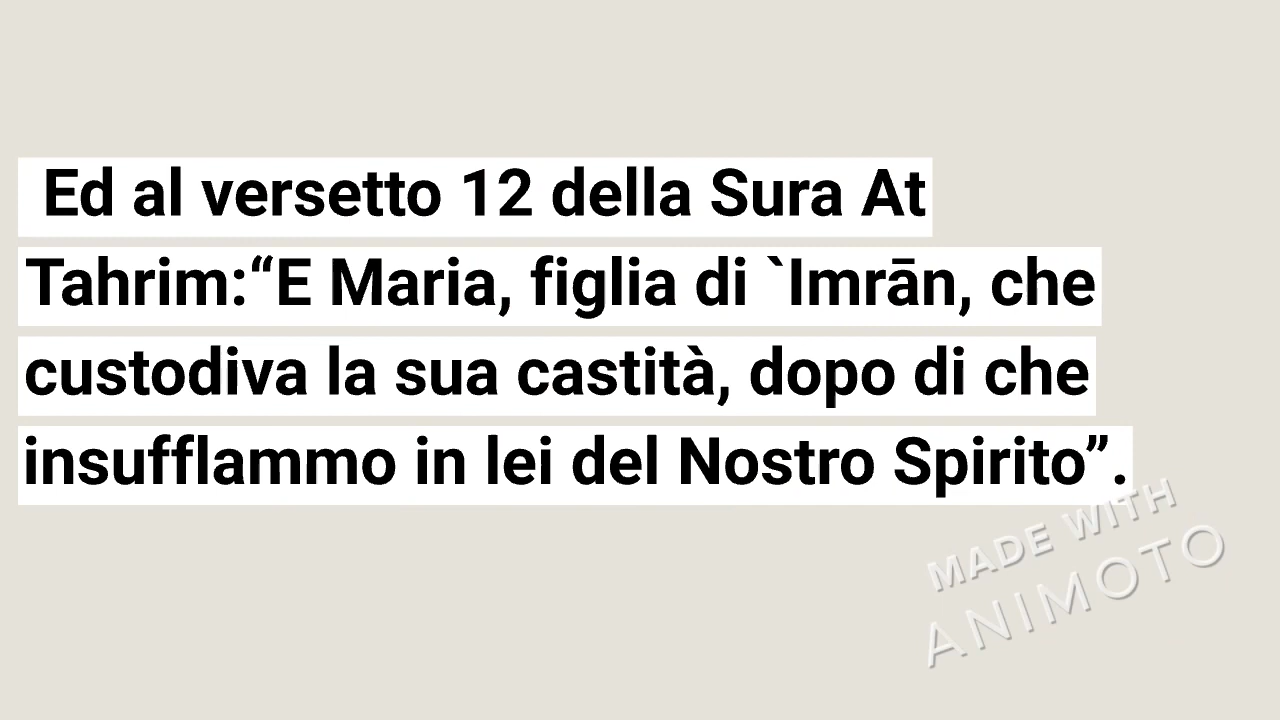 Ed al versetto 12 della Sura At
Tahrim:“E Maria, figlia di `Imrān, che
custodiva la sua castità, dopo di che
insufflammo in lei del Nostro Spirito”.
MADE WITH
ANIMOTO